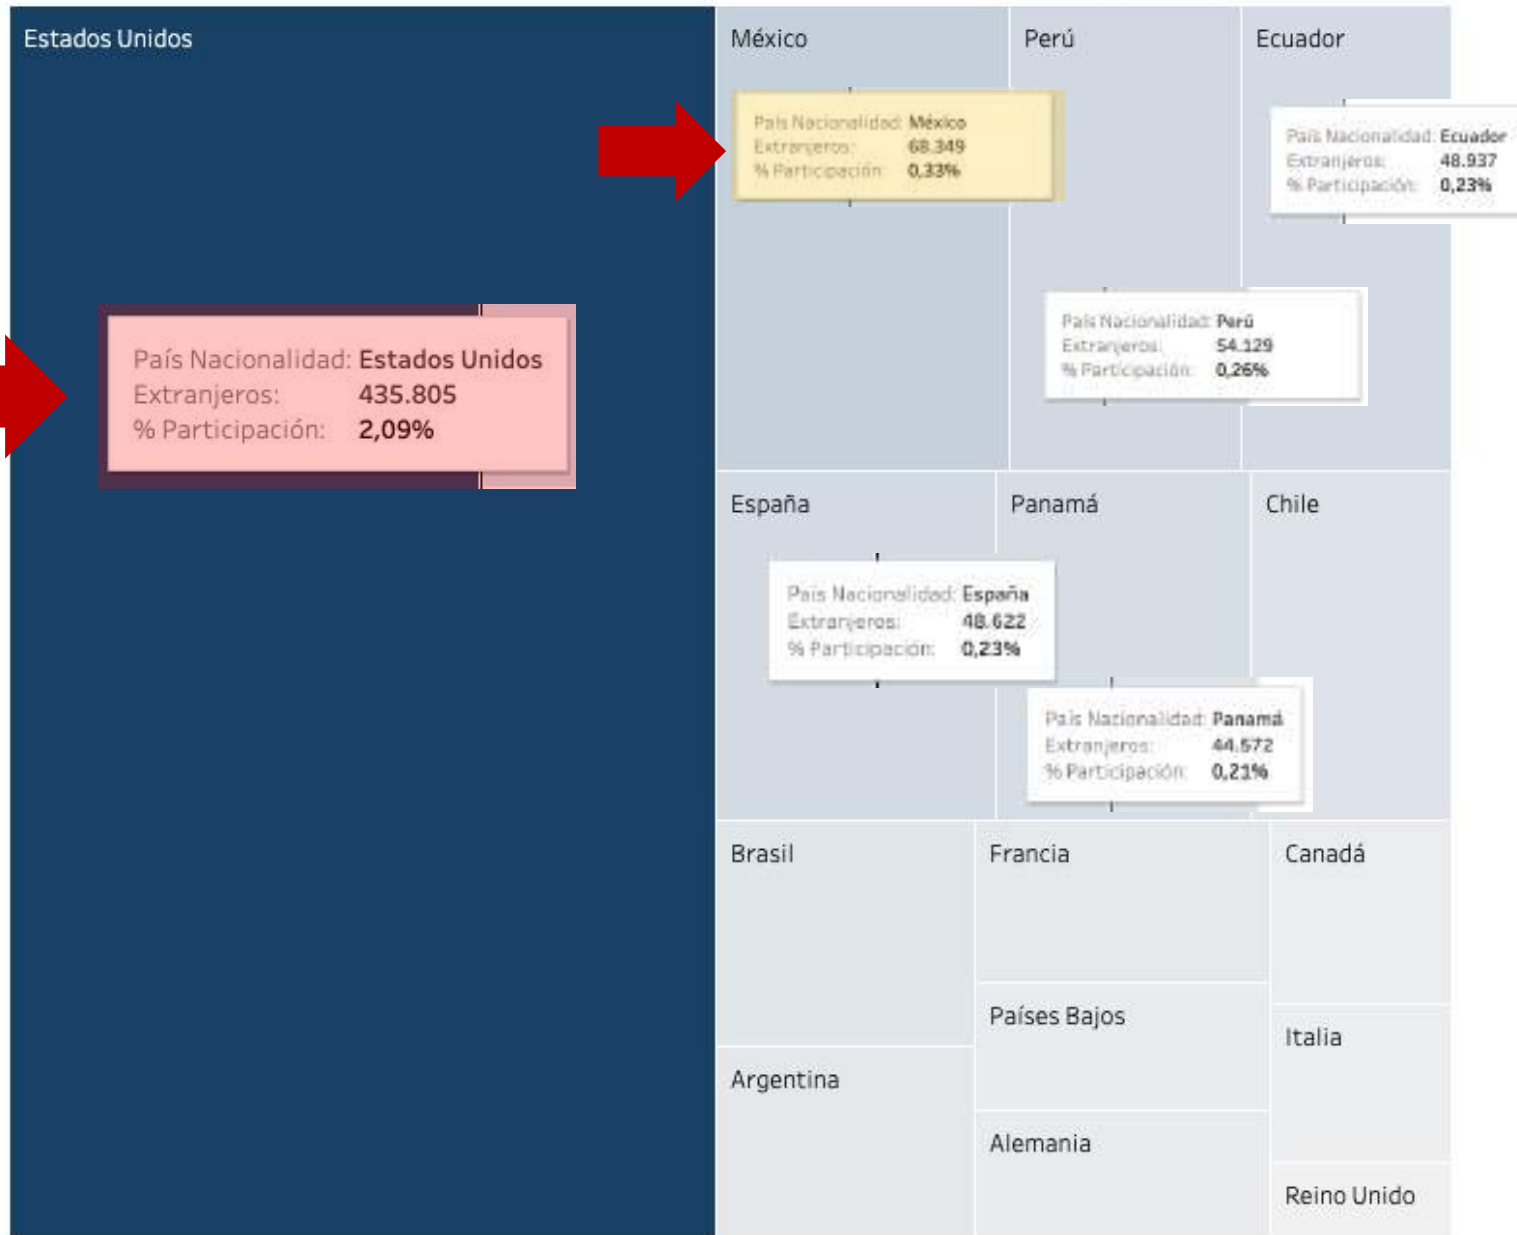 Estados Unidos
País Nacionalidad: Estados Unidos
Extranjeros: 435.805
% Participación: 2,09%
México
País Nacionalidad: México
Extranjeros: 68.349
% Participación: 0,33%
Perú
País Nacionalidad: Perú
Extranjeros: 54.129
% Participación: 0,26%
Ecuador
País Nacionalidad: Ecuador
Extranjeros: 48.937
% Participación: 0,23%
España
País Nacionalidad: España
Extranjeros: 48.622
% Participación: 0,23%
Panamá
País Nacionalidad: Panamá
Extranjeros: 44.572
% Participación: 0,21%
Chile
Brasil
Francia
Canadá
Países Bajos
Italia
Argentina
Alemania
Reino Unido